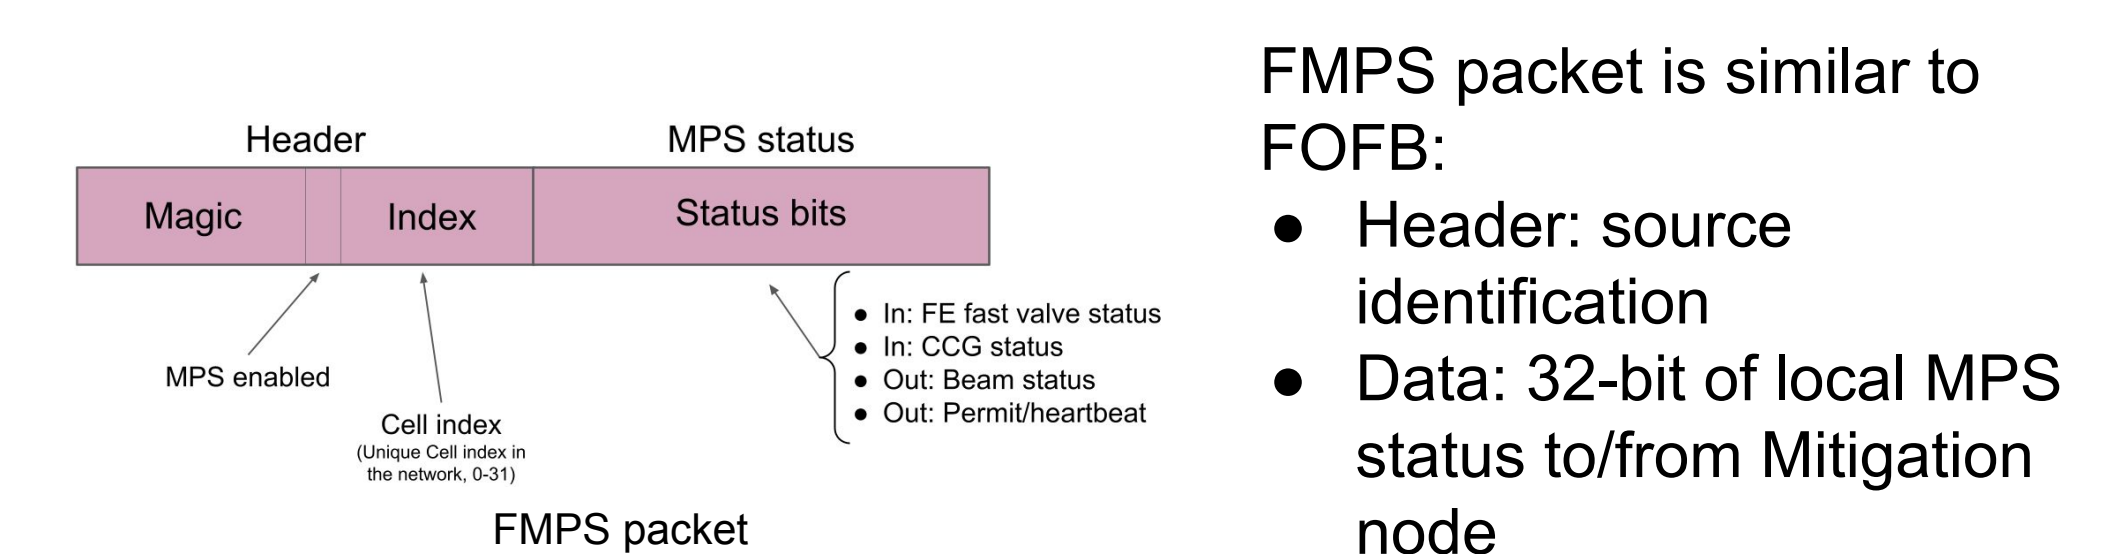 Header
MPS status
Magic
Index
Status bits
MPS enabled
Cell index
(Unique Cell index in
the network, 0-31)
● In: FE fast valve status
● In: CCG status
● Out: Beam status
● Out: Permit/heartbeat
FMPS packet
FMPS packet is similar to
FOFB:
● Header: source
identification
● Data: 32-bit of local MPS
status to/from Mitigation
node